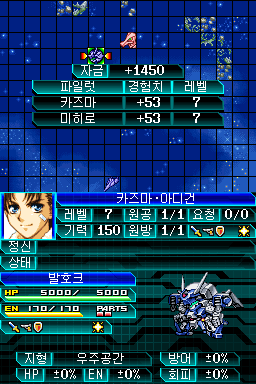 자금 +1450
파일럿 경험치 레벨
카즈마 +53 7
미히로 +53 7
카즈마·아디건
레벨 7 원공 1/1 요청 0/0
기력 150 원방 1/1
정신
상태
발호크
HP 5000/ 5000
EN 170/170 PARTS
지형 우주공간 방어 ±0%
HP ±0% EN ±0% 회피 ±0%